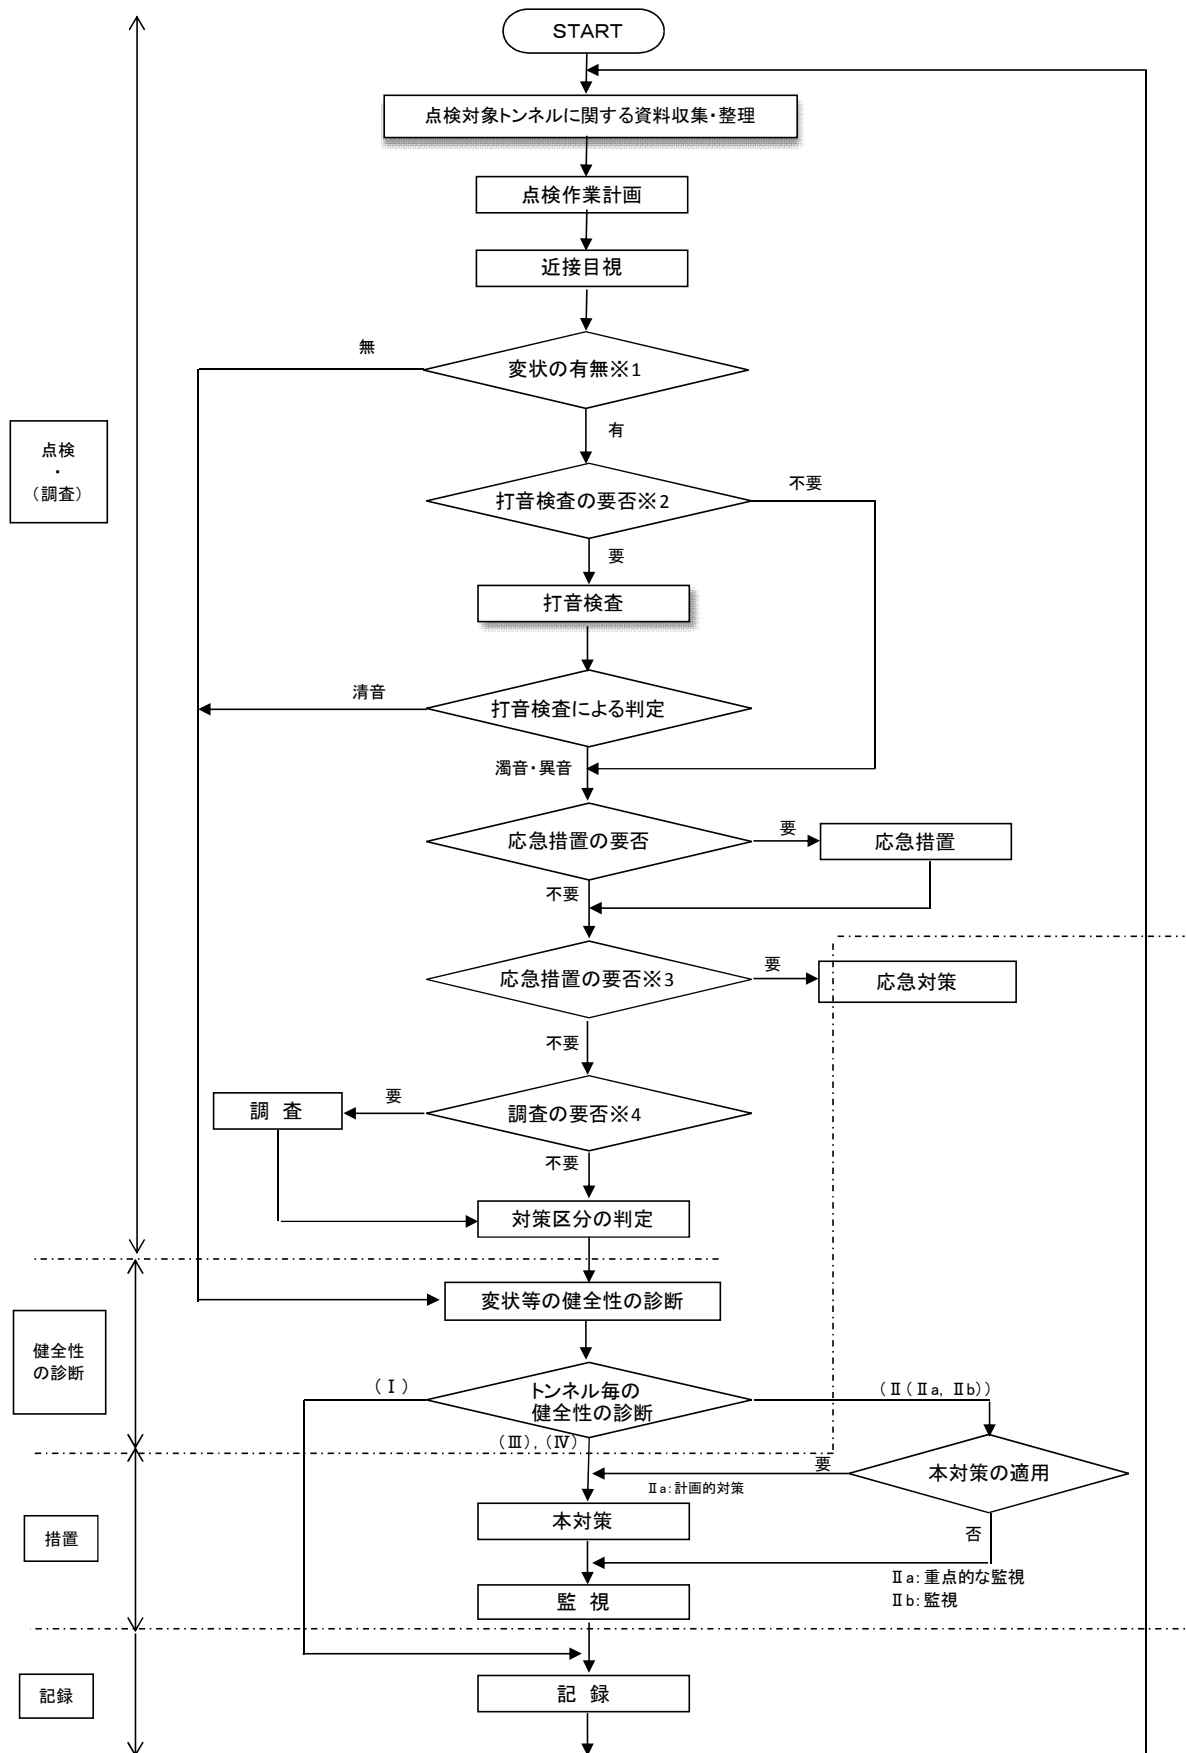 START
点検対象トンネルに関する資料収集・整理
点検作業計画
近接目視
無
変状の有無※1
有
点検
・
（調査）
打音検査の要否※2
不要
要
打音検査
清音
打音検査による判定
濁音・異音
応急措置の要否
要
応急措置
不要
応急措置の要否※3
要
応急対策
不要
調 査
要
調査の要否※4
不要
対策区分の判定
変状等の健全性の診断
健全性
の診断
（Ⅰ）
トンネル毎の
健全性の診断
（Ⅱ（Ⅱa, Ⅱb））
（Ⅲ）,（Ⅳ）
要
本対策の適用
Ⅱa：計画的対策
措置
本対策
否
Ⅱa：重点的な監視
Ⅱb：監視
監 視
記録
記 録